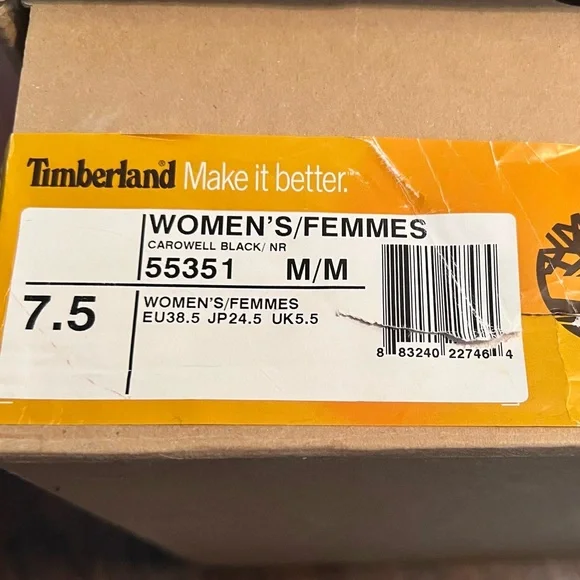 Timberland® Make it better.™
WOMEN'S/FEMMES
CAROWELL BLACK/ NR
55351 M/M
7.5
WOMEN'S/FEMMES
EU38.5 JP24.5 UK5.5
8 83240 22746 4